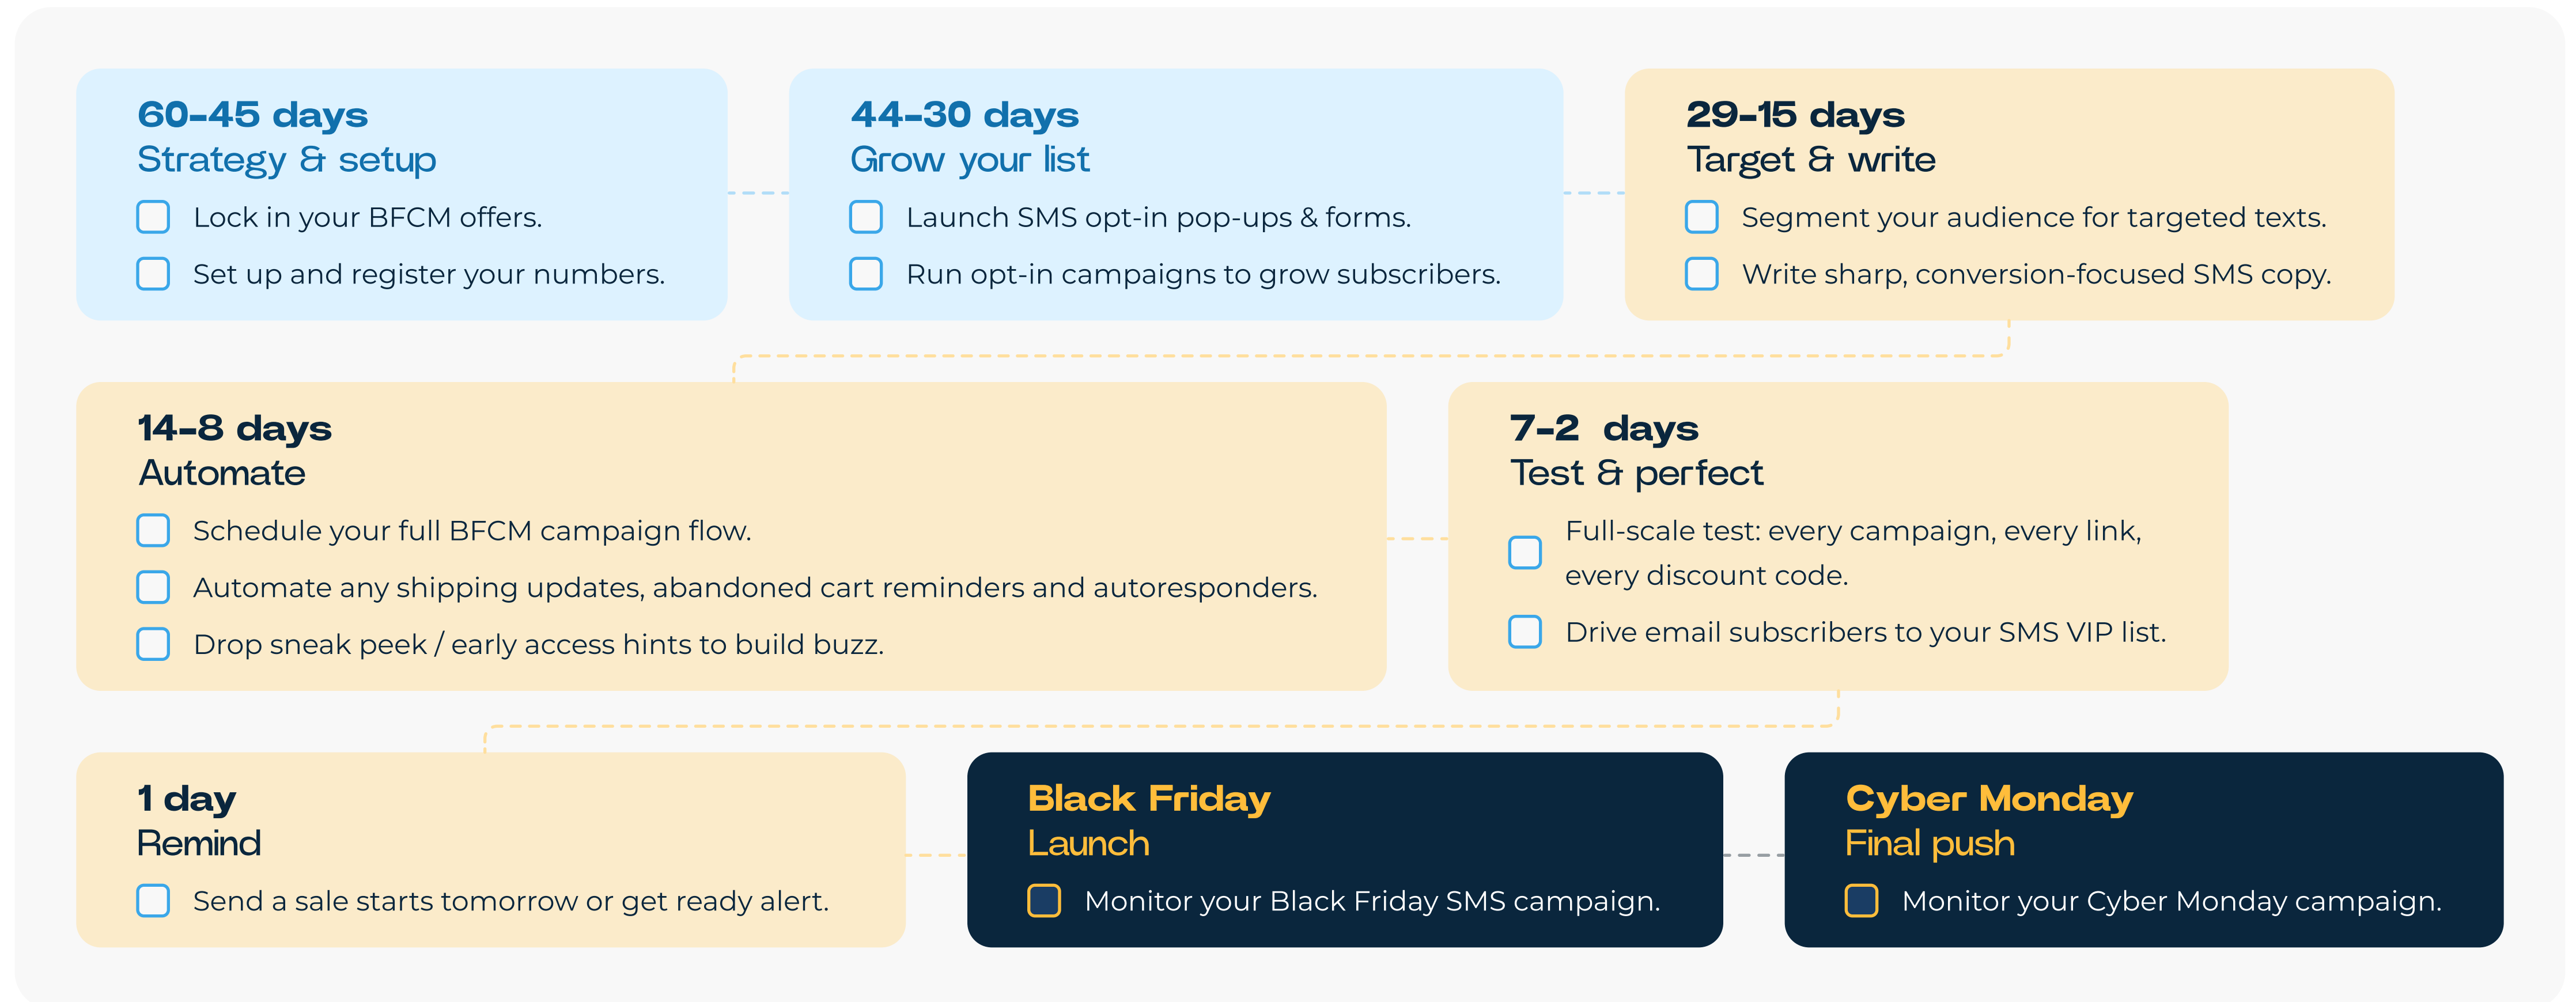 60-45 days
Strategy & setup
Lock in your BFCM offers.
Set up and register your numbers.
44-30 days
Grow your list
Launch SMS opt-in pop-ups & forms.
Run opt-in campaigns to grow subscribers.
29-15 days
Target & write
Segment your audience for targeted texts.
Write sharp, conversion-focused SMS copy.
14-8 days
Automate
Schedule your full BFCM campaign flow.
Automate any shipping updates, abandoned cart reminders and autoresponders.
Drop sneak peek / early access hints to build buzz.
7-2 days
Test & perfect
Full-scale test: every campaign, every link,
every discount code.
Drive email subscribers to your SMS VIP list.
1 day
Remind
Send a sale starts tomorrow or get ready alert.
Black Friday
Launch
Monitor your Black Friday SMS campaign.
Cyber Monday
Final push
Monitor your Cyber Monday campaign.